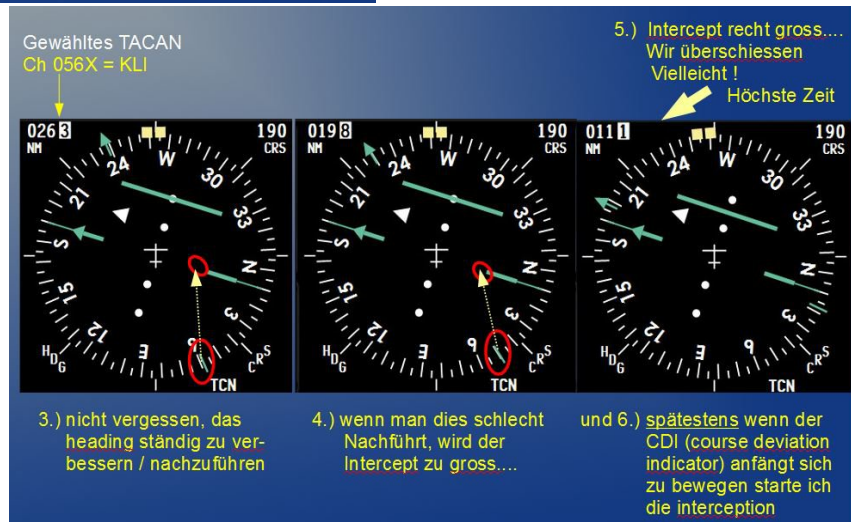 Gewähltes TACAN
Ch 056X = KLI
5.) Intercept recht gross....
Wir überschiessen
Vielleicht !
Höchste Zeit
026 3
NM
190
CRS
21
24
W
30
33
N
3
6
E
12
15
S
HDG
CRS
TCN
019 8
NM
190
CRS
21
24
W
30
33
N
3
6
E
12
15
S
HDG
CRS
TCN
011 1
NM
190
CRS
21
24
W
30
33
N
3
6
E
12
15
S
HDG
CRS
TCN
3.) nicht vergessen, das
heading ständig zu ver-
bessern / nachzuführen
4.) wenn man dies schlecht
Nachführt, wird der
Intercept zu gross....
und 6.) spätestens wenn der
CDI (course deviation
indicator) anfängt sich
zu bewegen starte ich
die interception